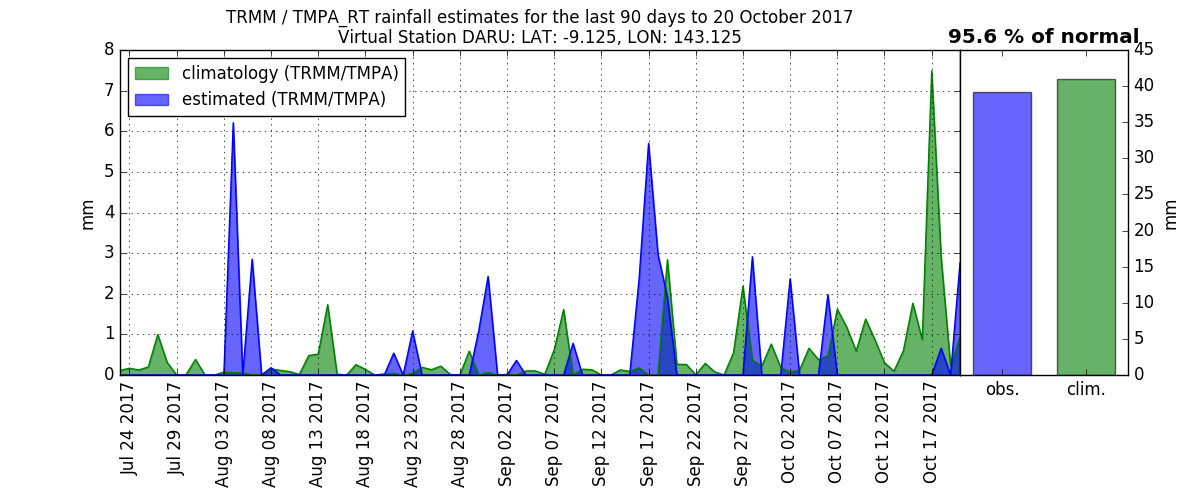 TRMM / TMPA_RT rainfall estimates for the last 90 days to 20 October 2017
Virtual Station DARU: LAT: -9.125, LON: 143.125
95.6 % of normal
climatology (TRMM/TMPA)
estimated (TRMM/TMPA)
mm
8
7
6
5
4
3
2
1
0
Jul 24 2017
Jul 29 2017
Aug 03 2017
Aug 08 2017
Aug 13 2017
Aug 18 2017
Aug 23 2017
Aug 28 2017
Sep 02 2017
Sep 07 2017
Sep 12 2017
Sep 17 2017
Sep 22 2017
Sep 27 2017
Oct 02 2017
Oct 07 2017
Oct 12 2017
Oct 17 2017
obs.
clim.
45
40
35
30
25
20
15
10
5
0
mm